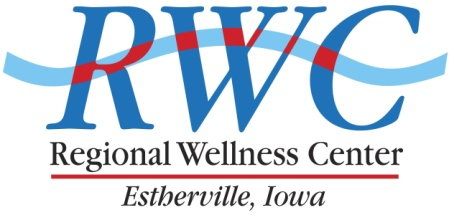 RWC
Regional Wellness Center
Estherville, Iowa